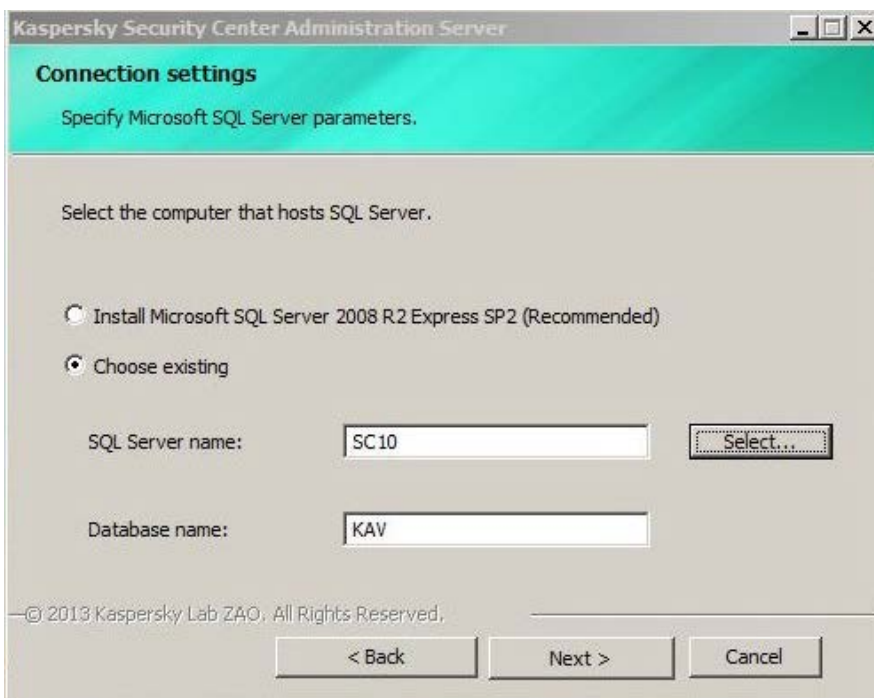 Kaspersky Security Center Administration Server
Connection settings
Specify Microsoft SQL Server parameters.
Select the computer that hosts SQL Server.
Install Microsoft SQL Server 2008 R2 Express SP2 (Recommended)
Choose existing
SQL Server name: SC10 Select...
Database name: KAV
© 2013 Kaspersky Lab ZAO. All Rights Reserved.
< Back Next > Cancel